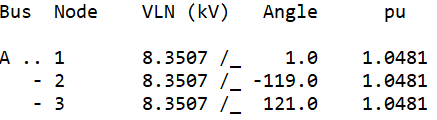 Bus  Node    VLN (kV)   Angle      pu
A .. 1       8.3507 /_    1.0    1.0481
   - 2       8.3507 /_ -119.0    1.0481
   - 3       8.3507 /_  121.0    1.0481